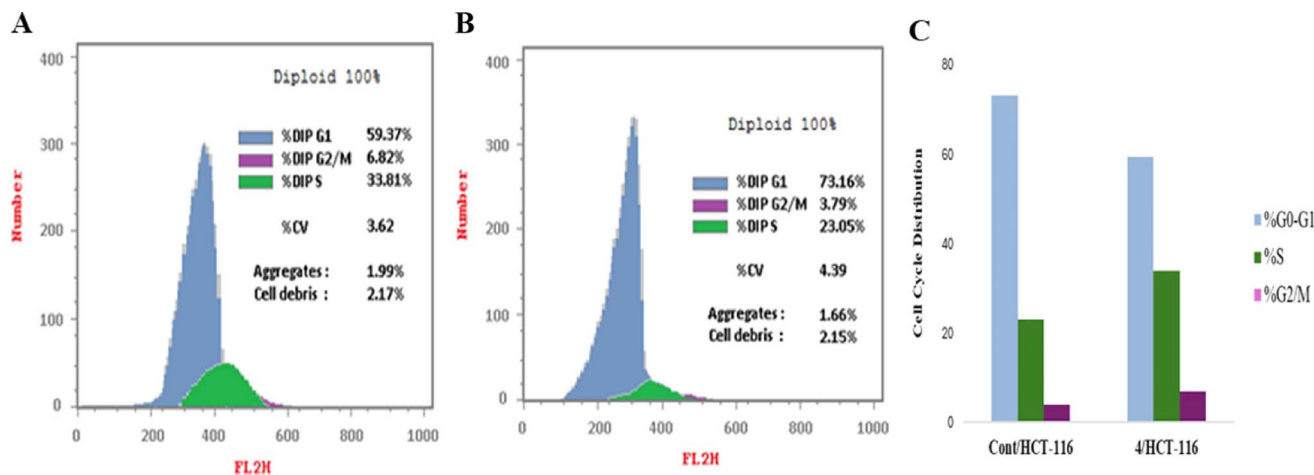 A
400
300
200
100
0
Number
0
200
400
600
800
1000
FL2H
Diploid 100%
%DIP G1 59.37%
%DIP G2/M 6.82%
%DIP S 33.81%
%CV 3.62
Aggregates : 1.99%
Cell debris : 2.17%
B
400
300
200
100
0
Number
0
200
400
600
800
1000
FL2H
Diploid 100%
%DIP G1 73.16%
%DIP G2/M 3.79%
%DIP S 23.05%
%CV 4.39
Aggregates : 1.66%
Cell debris : 2.15%
C
80
60
40
20
0
Cell Cycle Distribution
Cont/HCT-116
4/HCT-116
%G0-G1
%S
%G2/M